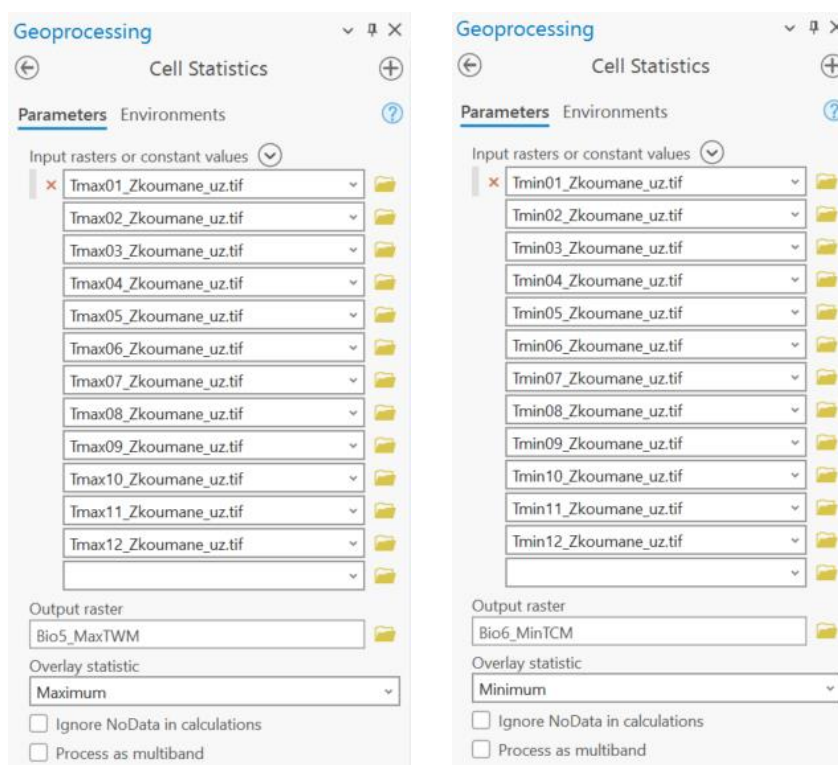 Geoprocessing
Cell Statistics
Parameters Environments
Input rasters or constant values
Tmax01_Zkoumane_uz.tif
Tmax02_Zkoumane_uz.tif
Tmax03_Zkoumane_uz.tif
Tmax04_Zkoumane_uz.tif
Tmax05_Zkoumane_uz.tif
Tmax06_Zkoumane_uz.tif
Tmax07_Zkoumane_uz.tif
Tmax08_Zkoumane_uz.tif
Tmax09_Zkoumane_uz.tif
Tmax10_Zkoumane_uz.tif
Tmax11_Zkoumane_uz.tif
Tmax12_Zkoumane_uz.tif
Output raster
Bio5_MaxTWM
Overlay statistic
Maximum
Ignore NoData in calculations
Process as multiband
Geoprocessing
Cell Statistics
Parameters Environments
Input rasters or constant values
Tmin01_Zkoumane_uz.tif
Tmin02_Zkoumane_uz.tif
Tmin03_Zkoumane_uz.tif
Tmin04_Zkoumane_uz.tif
Tmin05_Zkoumane_uz.tif
Tmin06_Zkoumane_uz.tif
Tmin07_Zkoumane_uz.tif
Tmin08_Zkoumane_uz.tif
Tmin09_Zkoumane_uz.tif
Tmin10_Zkoumane_uz.tif
Tmin11_Zkoumane_uz.tif
Tmin12_Zkoumane_uz.tif
Output raster
Bio6_MinTCM
Overlay statistic
Minimum
Ignore NoData in calculations
Process as multiband